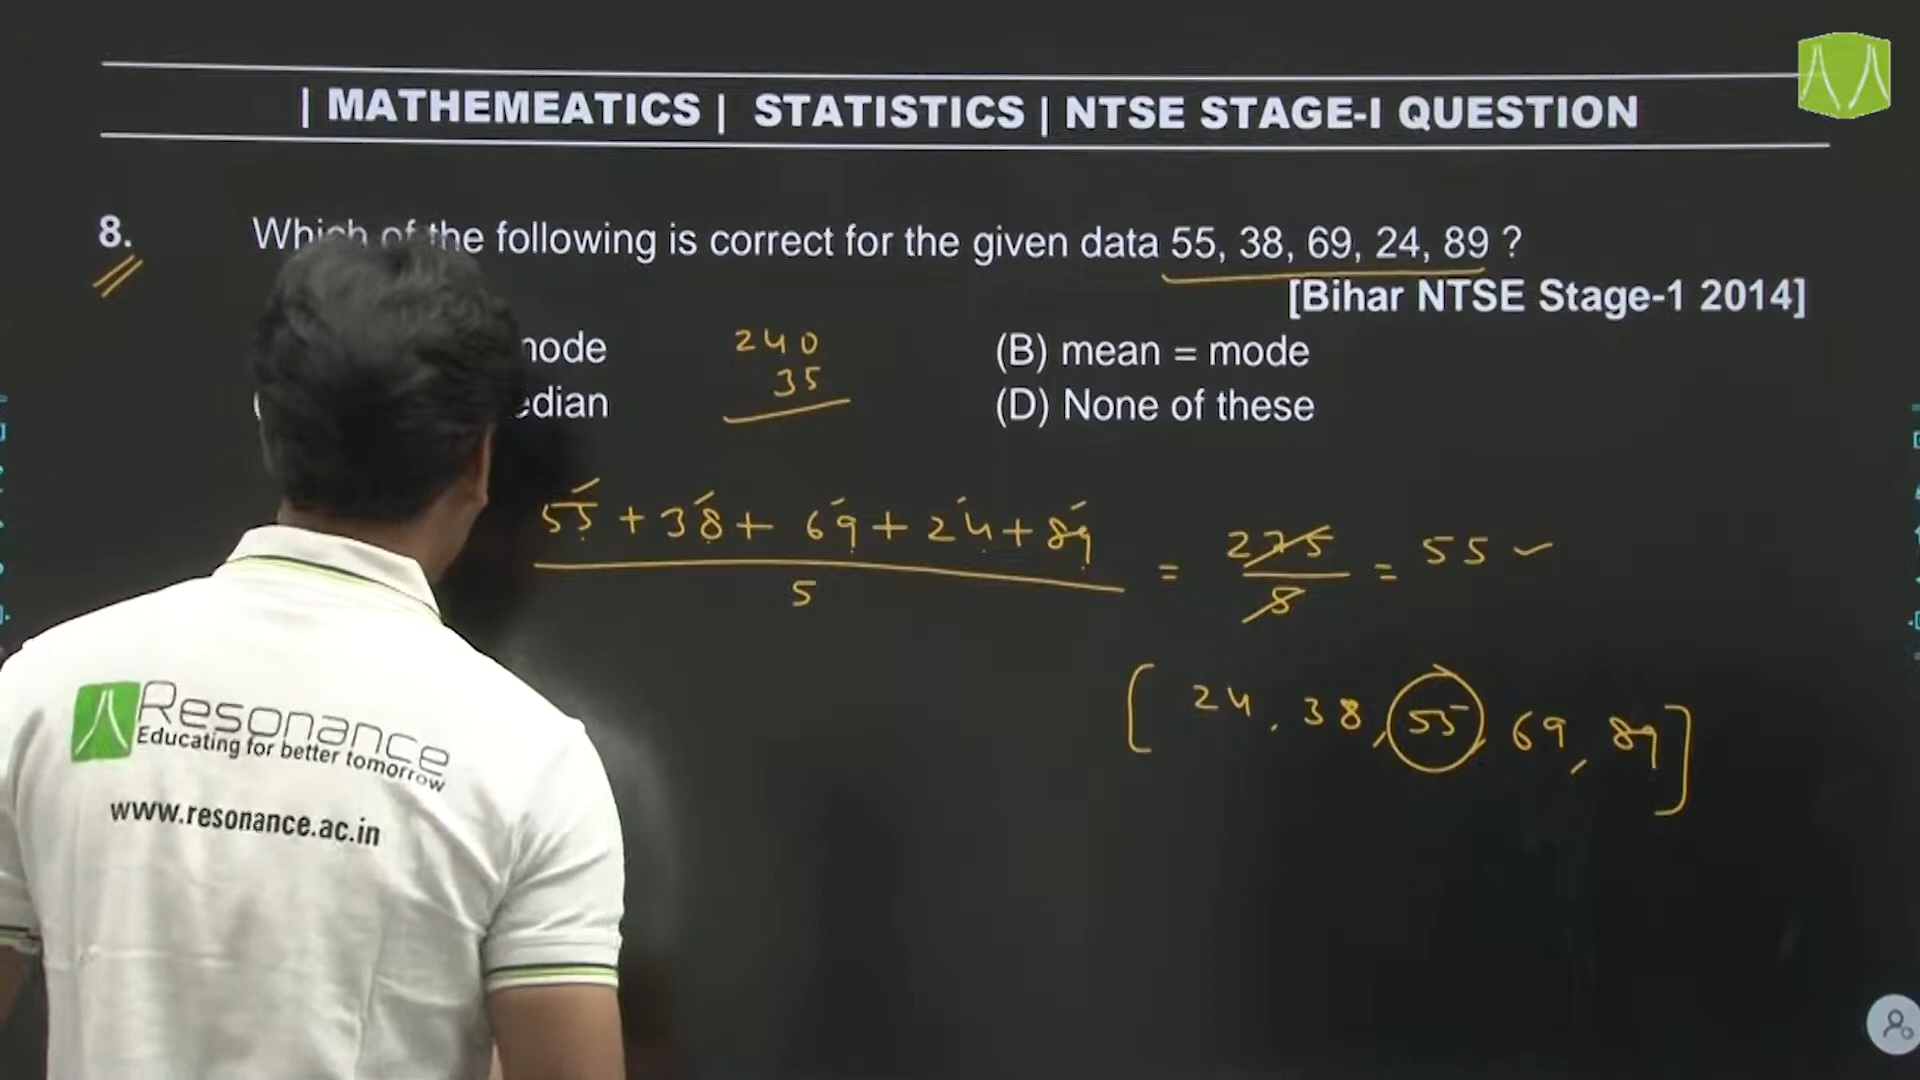 | MATHEMEATICS | STATISTICS | NTSE STAGE-I QUESTION
8. Which of the following is correct for the given data 55, 38, 69, 24, 89 ?
[Bihar NTSE Stage-1 2014]
(B) mean = mode
(D) None of these
240
35
55 + 38 + 69 + 24 + 89
5
= 275
5
= 55
[ 24, 38, 55, 69, 89 ]
Resonance
Educating for better tomorrow
www.resonance.ac.in